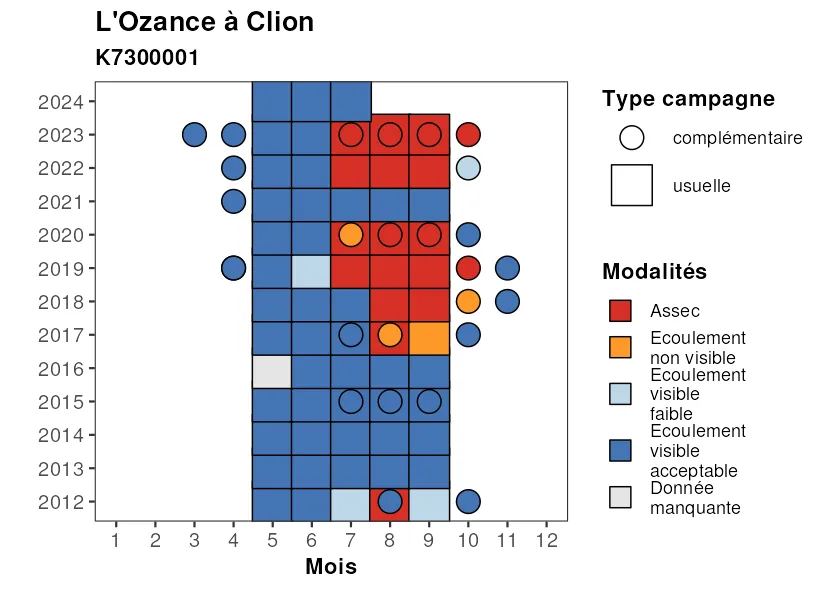 L'Ozance à Clion
K7300001
2024
2023
2022
2021
2020
2019
2018
2017
2016
2015
2014
2013
2012
1 2 3 4 5 6 7 8 9 10 11 12
Mois
Type campagne
complémentaire
usuelle
Modalités
Assec
Ecoulement
non visible
Ecoulement
visible
faible
Ecoulement
visible
acceptable
Donnée
manquante